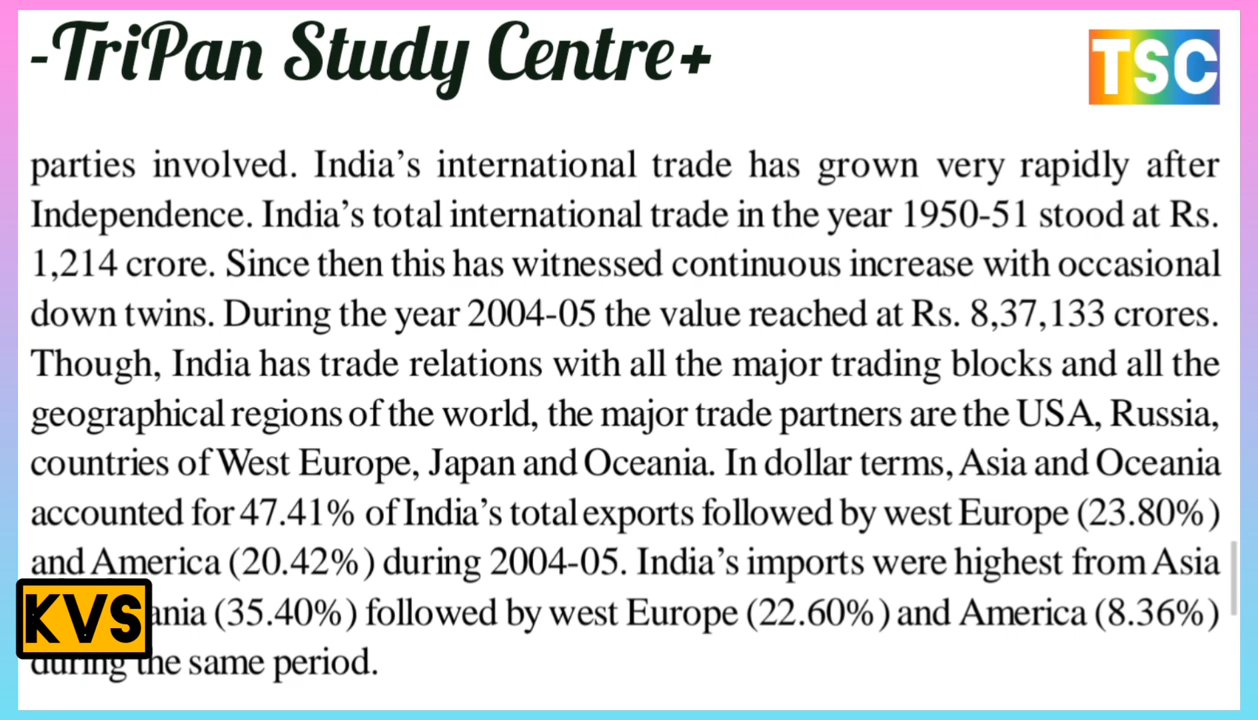 -TriPan Study Centre+
TSC
parties involved. India's international trade has grown very rapidly after
Independence. India's total international trade in the year 1950-51 stood at Rs.
1,214 crore. Since then this has witnessed continuous increase with occasional
down twins. During the year 2004-05 the value reached at Rs. 8,37,133 crores.
Though, India has trade relations with all the major trading blocks and all the
geographical regions of the world, the major trade partners are the USA, Russia,
countries of West Europe, Japan and Oceania. In dollar terms, Asia and Oceania
accounted for 47.41% of India's total exports followed by west Europe (23.80%)
and America (20.42%) during 2004-05. India's imports were highest from Asia
KVS
(35.40%) followed by west Europe (22.60%) and America (8.36%)
during the same period.